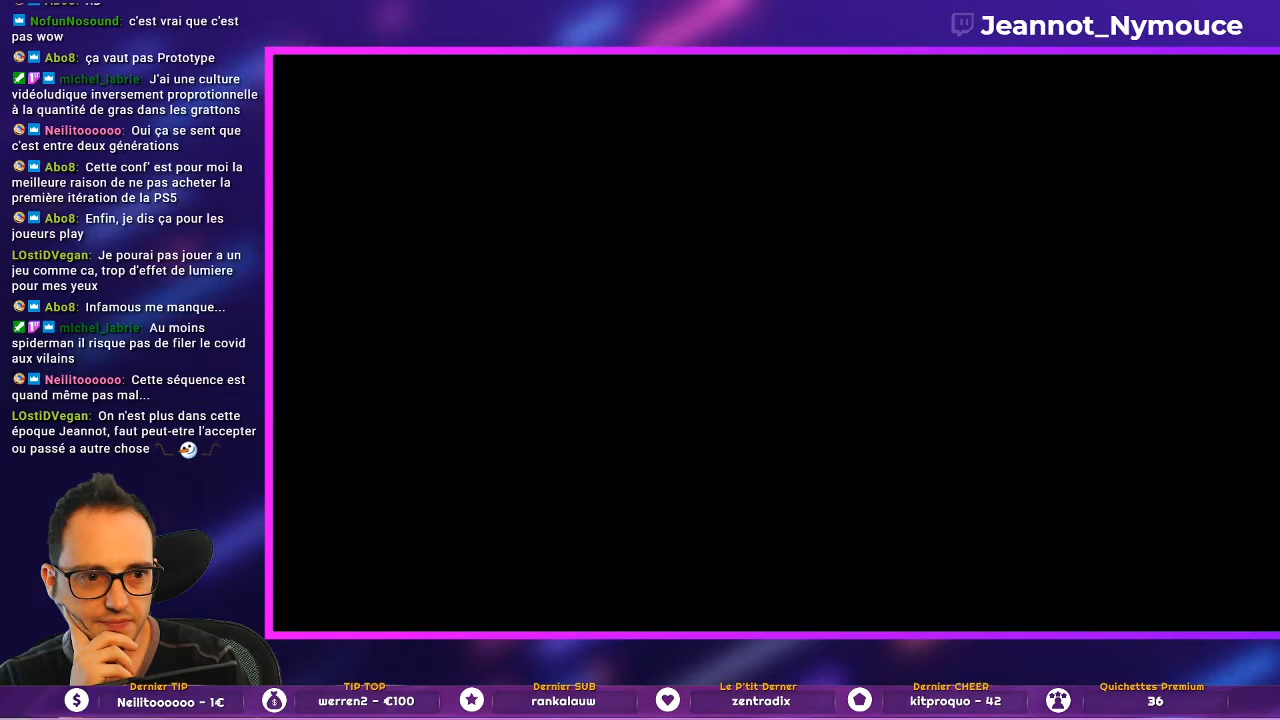 Jeannot_Nymouce
NofunNosound: c'est vrai que c'est
pas wow
Abo8: ça vaut pas Prototype
michel_labrie: J'ai une culture
vidéoludique inversement proprotionnelle
à la quantité de gras dans les grattons
Neilitoooooo: Oui ça se sent que
c'est entre deux générations
Abo8: Cette conf' est pour moi la
meilleure raison de ne pas acheter la
première itération de la PS5
Abo8: Enfin, je dis ça pour les
joueurs play
LOstiDVegan: Je pourai pas jouer a un
jeu comme ca, trop d'effet de lumiere
pour mes yeux
Abo8: Infamous me manque...
michel_labrie: Au moins
spiderman il risque pas de filer le covid
aux vilains
Neilitoooooo: Cette séquence est
quand même pas mal...
LOstiDVegan: On n'est plus dans cette
époque Jeannot, faut peut-etre l'accepter
ou passé a autre chose
Dernier TIP
Neilitoooooo - 1€
TIP TOP
werren2 - €100
Dernier SUB
rankalauw
Le P'tit Derner
zentradix
Dernier CHEER
kitproquo - 42
Quichettes Premium
36